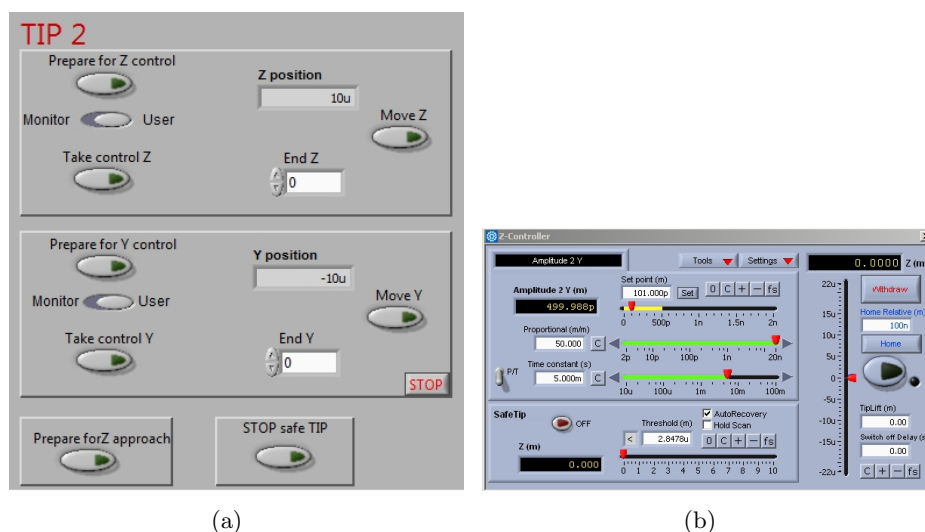 TIP 2
Prepare for Z control
Z position
10u
Monitor User
Move Z
Take control Z
End Z
0
Prepare for Y control
Y position
-10u
Monitor User
Move Y
Take control Y
End Y
0
STOP
Prepare forZ approach
STOP safe TIP
(a)
Z-Controller
Amplitude 2 Y
Tools
Settings
0.0000 Z (m
Amplitude 2 Y (m)
499.988p
Set point (m)
101.000p
Set
0 C + - fs
0 500p 1n 1.5n 2n
Proportional (m/m)
50.000 C
2p 10p 100p 1n 20n
P/T
Time constant (s)
5.000m C
10u 100u 1m 10m 100m
SafeTip
OFF
Z (m)
0.000
Threshold (m)
< 2.8478u
AutoRecovery
Hold Scan
0 C + - fs
0 1 2 3 4 5 6 7 8 9 10
22u
15u
10u
5u
0
-5u
-10u
-15u
-22u
Withdraw
Home Relative (m)
100n
Home
TipLift (m)
0.00
Switch off Delay (s
0.00
C + - fs
(b)